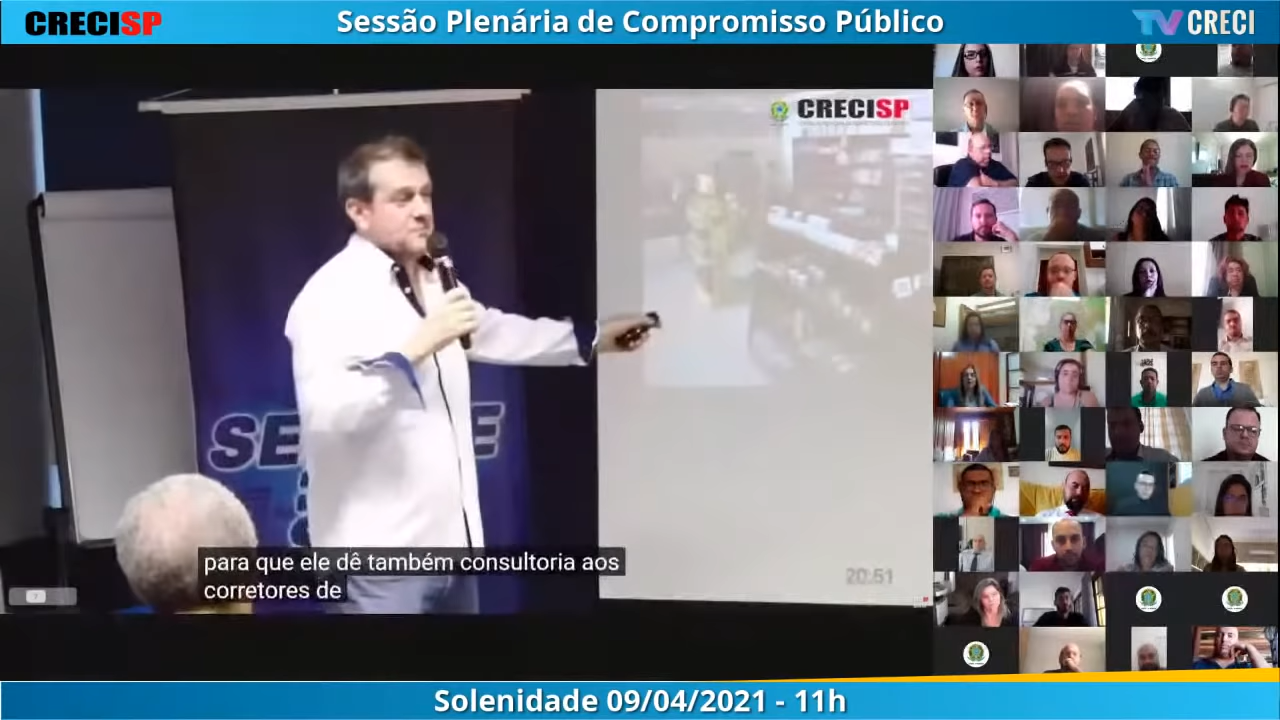 CRECISP
Sessão Plenária de Compromisso Público
TV CRECI
CRECISP
para que ele dê também consultoria aos
corretores de
20:51
Solenidade 09/04/2021 - 11h